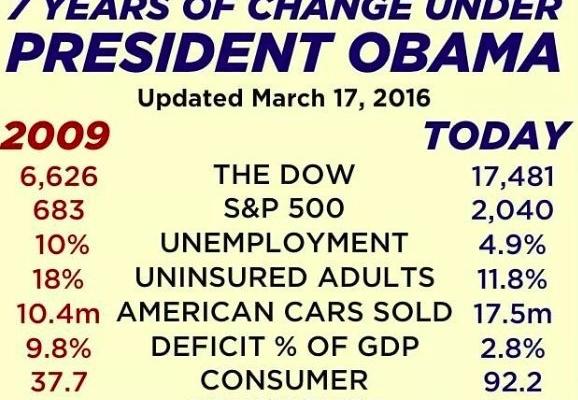 7 YEARS OF CHANGE UNDER
PRESIDENT OBAMA
Updated March 17, 2016
2009 TODAY
6,626 THE DOW 17,481
683 S&P 500 2,040
10% UNEMPLOYMENT 4.9%
18% UNINSURED ADULTS 11.8%
10.4m AMERICAN CARS SOLD 17.5m
9.8% DEFICIT % OF GDP 2.8%
37.7 CONSUMER 92.2